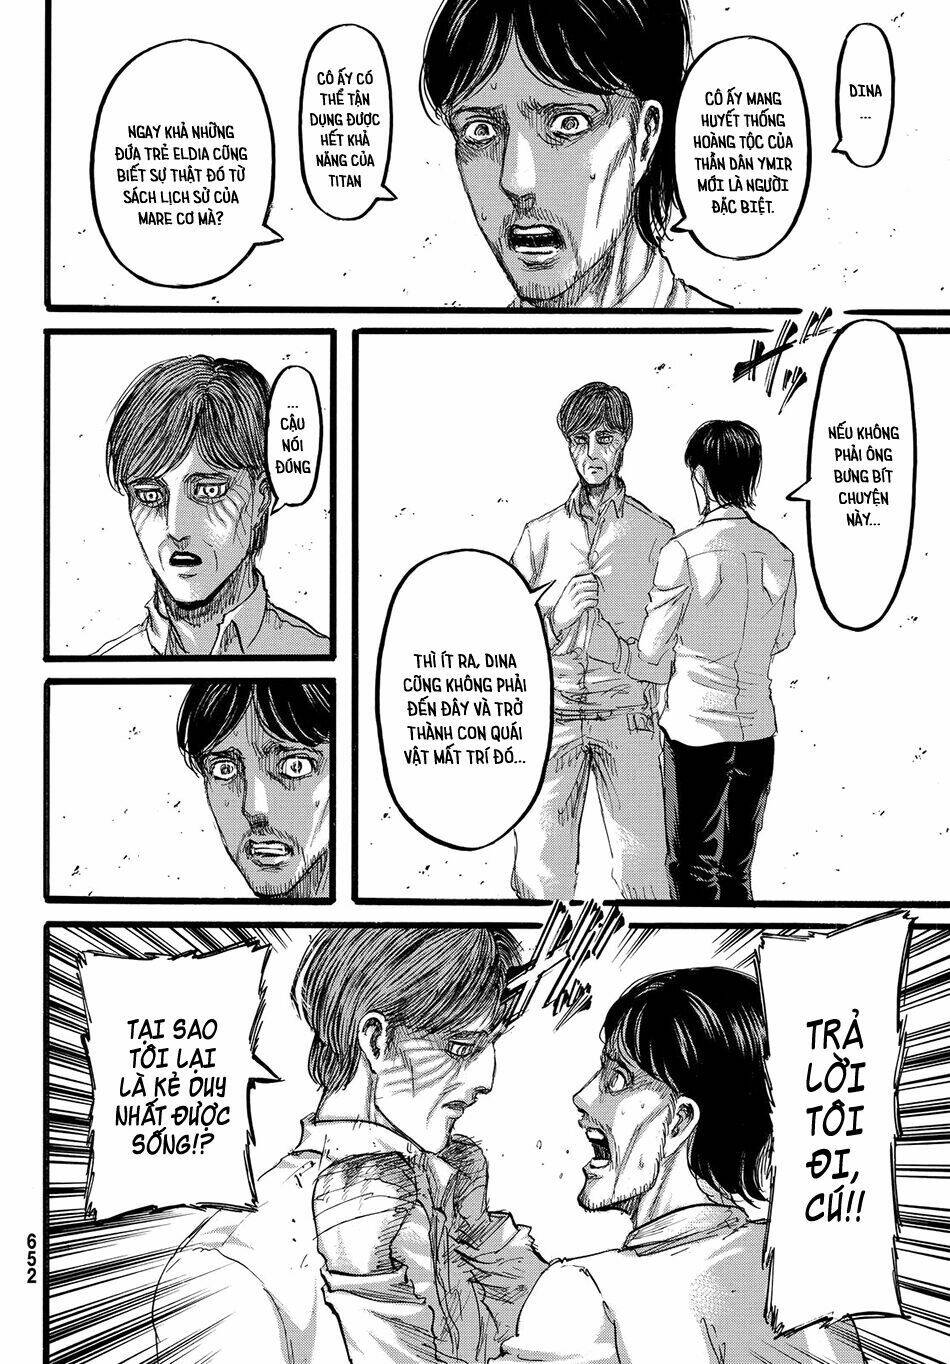 DINA
...
CÔ ẤY MANG
HUYẾT THỐNG
HOÀNG TỘC CỦA
THẦN DÂN YMIR
MỚI LÀ NGƯỜI
ĐẶC BIỆT.
CÔ ẤY CÓ
THỂ TẬN
DỤNG ĐƯỢC
HẾT KHẢ
NĂNG CỦA
TITAN
NGAY KHẢ NHỮNG
ĐỨA TRẺ ELDIA CŨNG
BIẾT SỰ THẬT ĐÓ TỪ
SÁCH LỊCH SỬ CỦA
MARE CƠ MÀ?
NẾU KHÔNG
PHẢI ÔNG
BƯNG BÍT
CHUYỆN
NÀY...
THÌ ÍT RA, DINA
CŨNG KHÔNG PHẢI
ĐẾN ĐÂY VÀ TRỞ
THÀNH CON QUÁI
VẬT MẤT TRÍ ĐÓ...
...
CẬU
NÓI
ĐÚNG
TRẢ
LỜI
TÔI
ĐI,
CÚ!!
TẠI SAO
TÔI LẠI
LÀ KẺ DUY
NHẤT ĐƯỢC
SỐNG!?
652